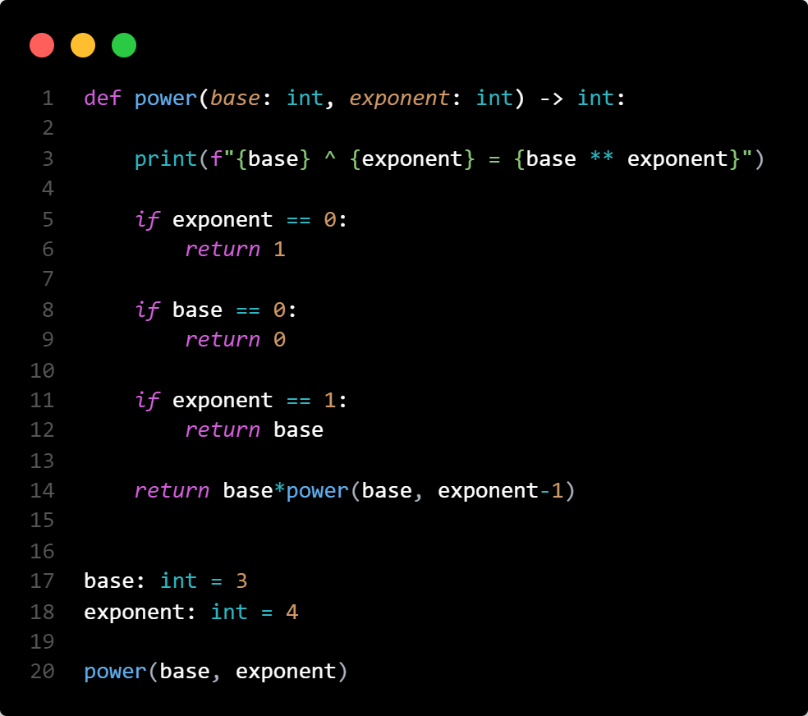 1 def power(base: int, exponent: int) -> int:
2
3     print(f"{base} ^ {exponent} = {base ** exponent}")
4
5     if exponent == 0:
6         return 1
7
8     if base == 0:
9         return 0
10
11     if exponent == 1:
12         return base
13
14     return base*power(base, exponent-1)
15
16
17 base: int = 3
18 exponent: int = 4
19
20 power(base, exponent)